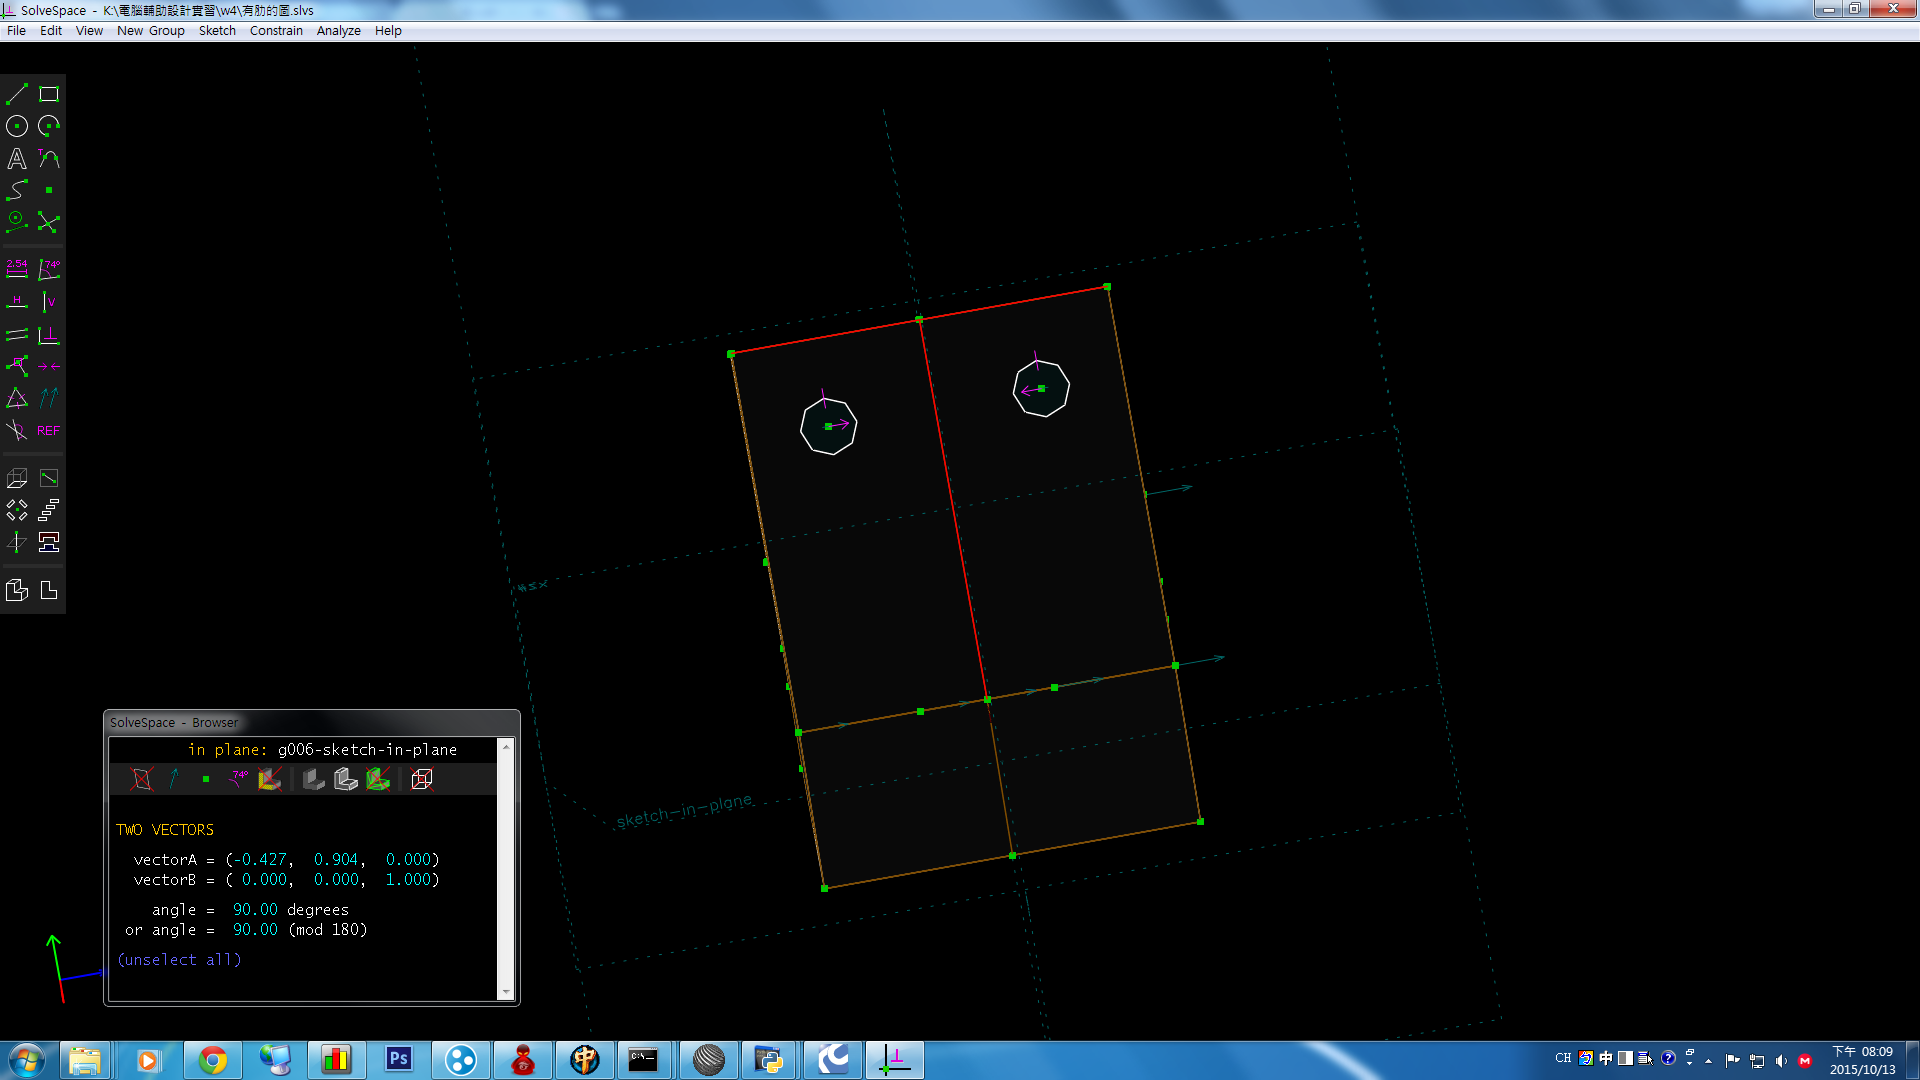 SolveSpace - K:\電腦輔助設計實習\w4\有肋的圖.slvs
File Edit View New Group Sketch Constrain Analyze Help
A T
2.54 74°
H V
REF
#XZ
sketch-in-plane
SolveSpace - Browser
in plane: g006-sketch-in-plane
74°
TWO VECTORS
vectorA = (-0.427, 0.904, 0.000)
vectorB = ( 0.000, 0.000, 1.000)
angle = 90.00 degrees
or angle = 90.00 (mod 180)
(unselect all)
Ps
C:\_
CH 中
下午 08:09
2015/10/13